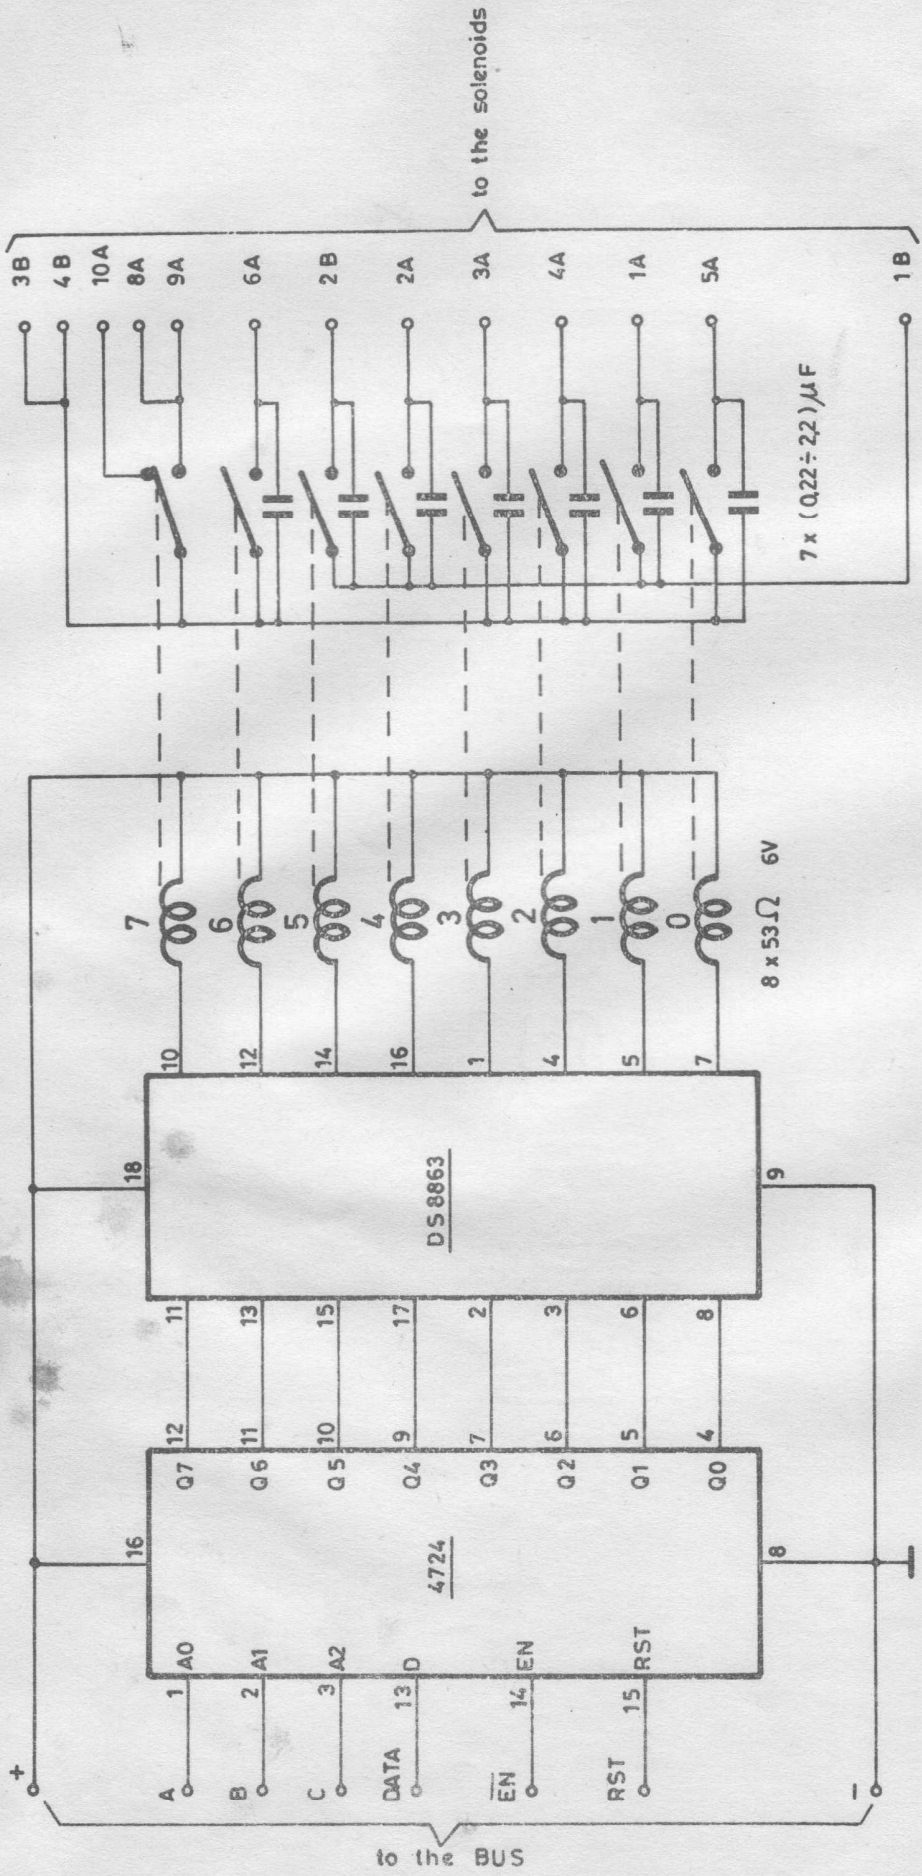 to the BUS
+
A
B
C
DATA
EN
RST
−
1
2
3
13
14
15
A0
A1
A2
D
EN
RST
16
4724
8
Q7
Q6
Q5
Q4
Q3
Q2
Q1
Q0
12
11
10
9
7
6
5
4
11
13
15
17
2
3
6
8
18
DS8863
9
10
12
14
16
1
4
5
7
7
6
5
4
3
2
1
0
8 x 53Ω 6V
7 x (0,22 ÷ 2,2) μF
3B
4B
10A
8A
9A
6A
2B
2A
3A
4A
1A
5A
1B
to the solenoids